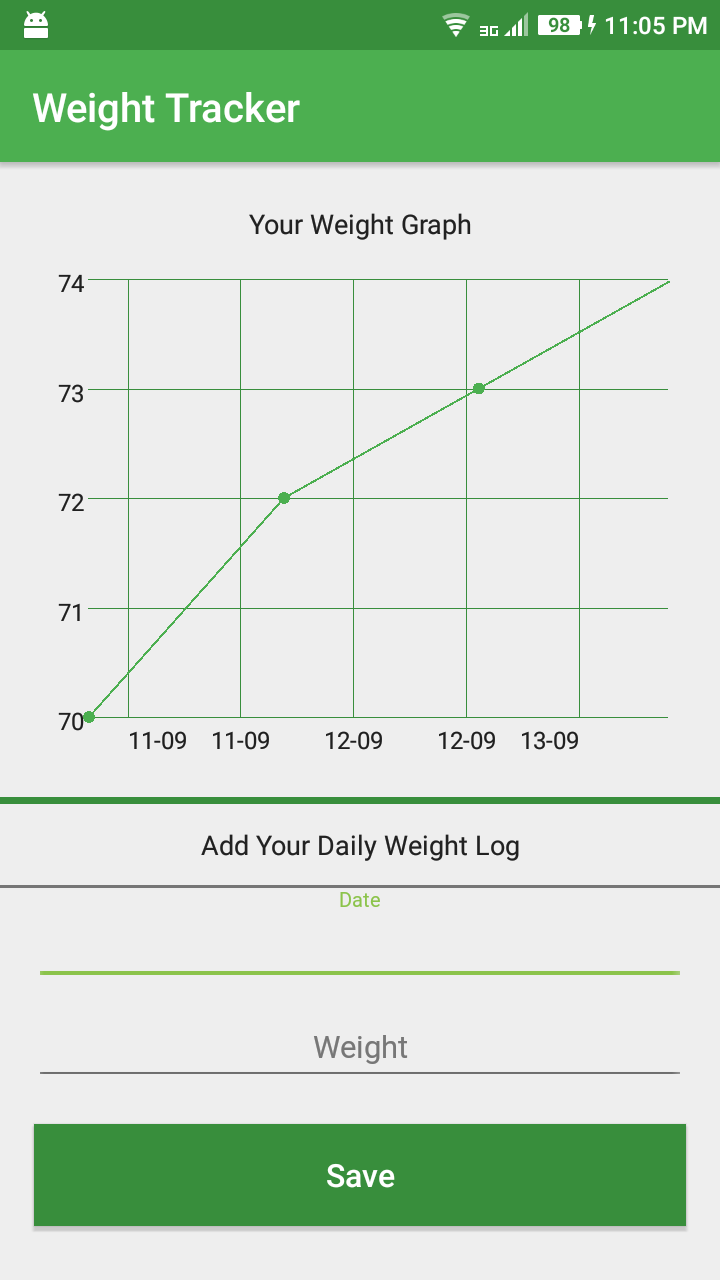 3G 98 11:05 PM
Weight Tracker
Your Weight Graph
74
73
72
71
70
11-09 11-09 12-09 12-09 13-09
Add Your Daily Weight Log
Date
Weight
Save